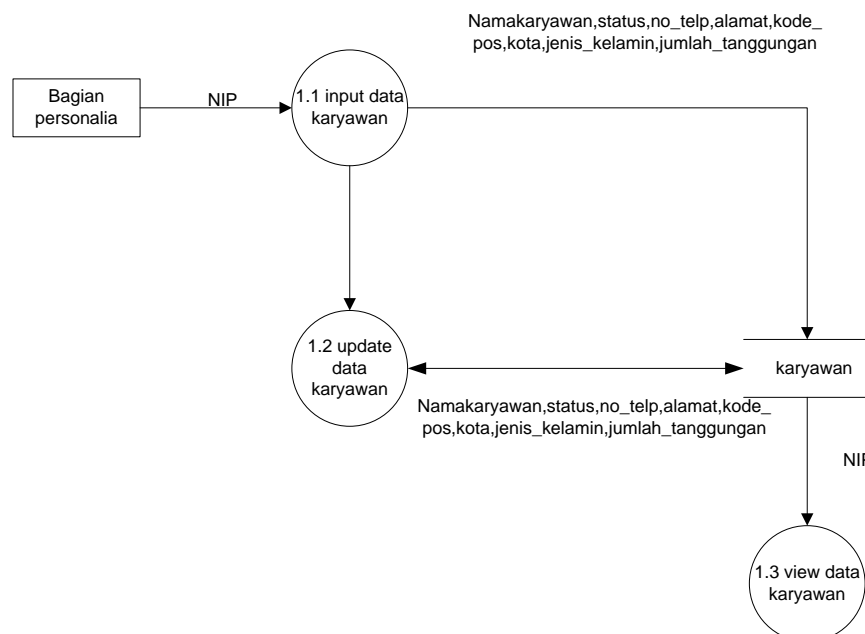 Namakaryawan,status,no_telp,alamat,kode_
pos,kota,jenis_kelamin,jumlah_tanggungan
Bagian
personalia
NIP
1.1 input data
karyawan
1.2 update
data
karyawan
karyawan
Namakaryawan,status,no_telp,alamat,kode_
pos,kota,jenis_kelamin,jumlah_tanggungan
NIP
1.3 view data
karyawan